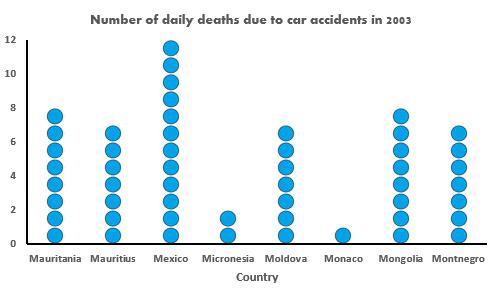 Number of daily deaths due to car accidents in 2003
12
10
8
6
4
2
0
Mauritania Mauritius Mexico Micronesia Moldova Monaco Mongolia Montnegro
Country